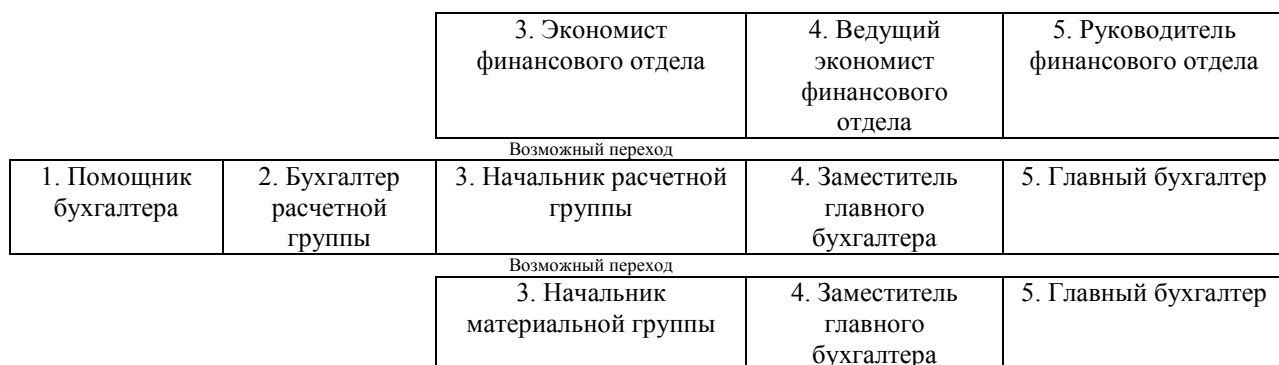 3. Экономист
финансового отдела
4. Ведущий
экономист
финансового
отдела
5. Руководитель
финансового отдела
Возможный переход
1. Помощник
бухгалтера
2. Бухгалтер
расчетной
группы
3. Начальник расчетной
группы
4. Заместитель
главного
бухгалтера
5. Главный бухгалтер
Возможный переход
3. Начальник
материальной группы
4. Заместитель
главного
бухгалтера
5. Главный бухгалтер